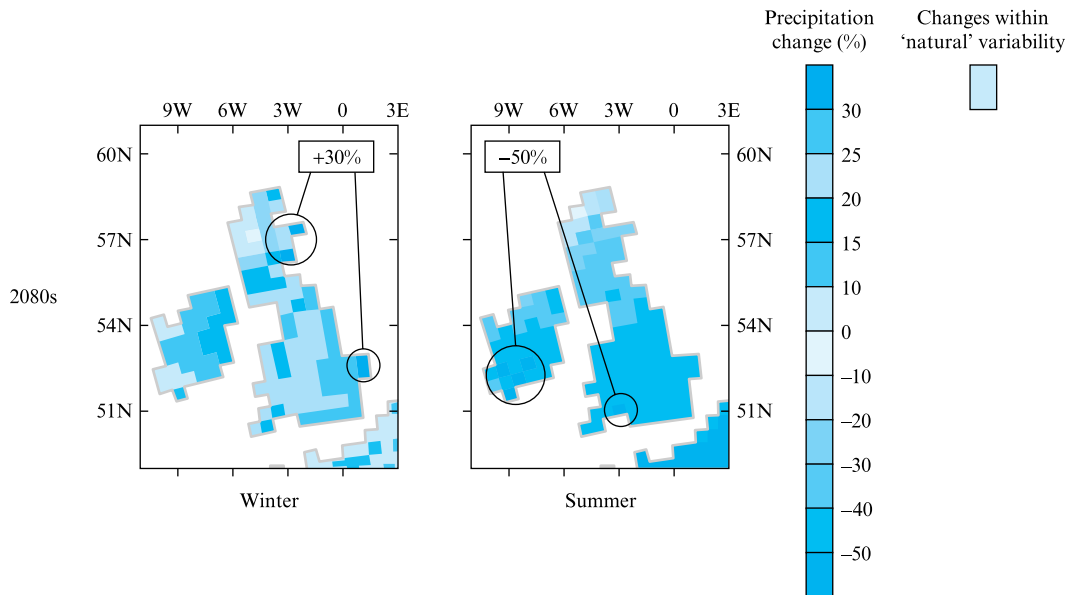 Precipitation
change (%)
Changes within
‘natural’ variability
9W 6W 3W 0 3E
9W 6W 3W 0 3E
60N
57N
54N
51N
+30%
−50%
60N
57N
54N
51N
2080s
Winter
Summer
30
25
20
15
10
0
−10
−20
−30
−40
−50